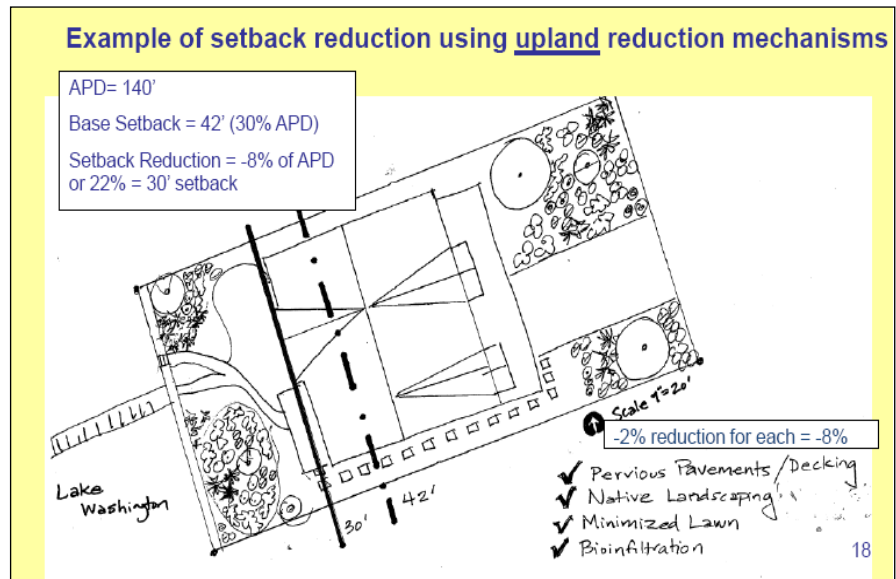 Example of setback reduction using upland reduction mechanisms
APD= 140'
Base Setback = 42' (30% APD)
Setback Reduction = -8% of APD
or 22% = 30' setback
Scale 1"=20'
-2% reduction for each = -8%
✓ Pervious Pavements/Decking
✓ Native Landscaping
✓ Minimized Lawn
✓ Bioinfiltration
Lake
Washington
30'
42'
18